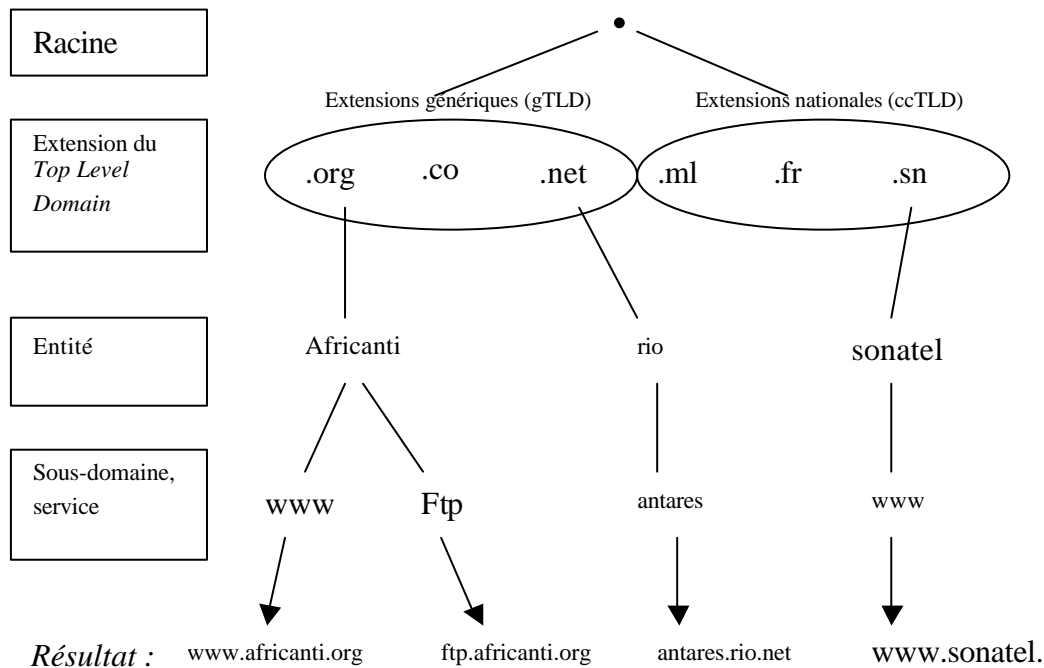 Racine
•
Extensions génériques (gTLD)
Extensions nationales (ccTLD)
Extension du
Top Level
Domain
.org
.co
.net
.ml
.fr
.sn
Entité
Africanti
rio
sonatel
Sous-domaine,
service
www
Ftp
antares
www
Résultat :
www.africanti.org
ftp.africanti.org
antares.rio.net
www.sonatel.